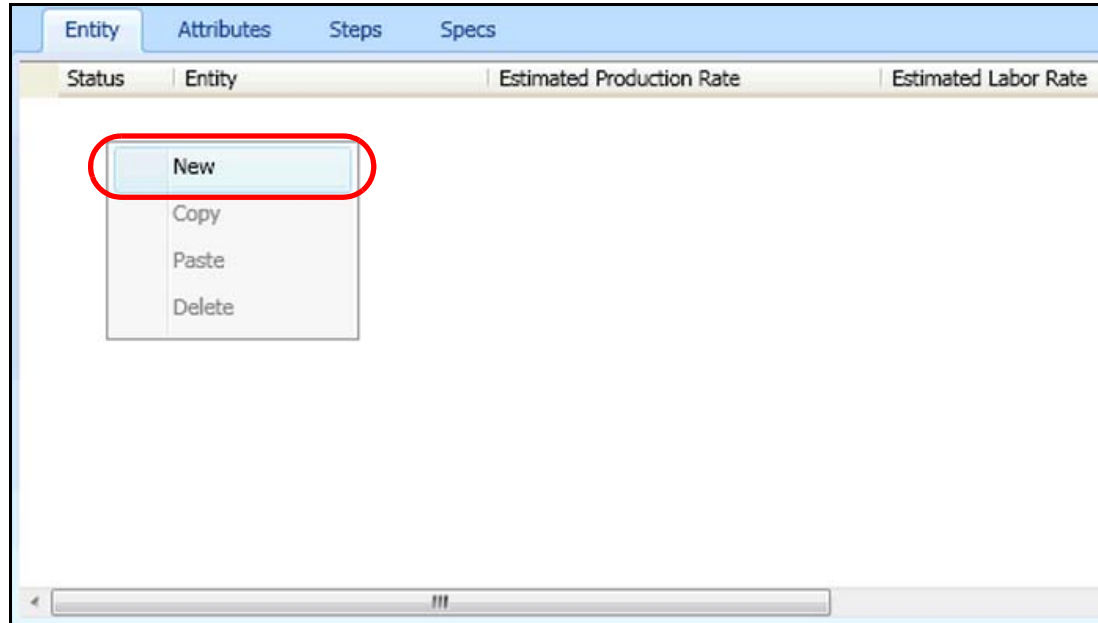 Entity Attributes Steps Specs
Status Entity Estimated Production Rate Estimated Labor Rate
New
Copy
Paste
Delete